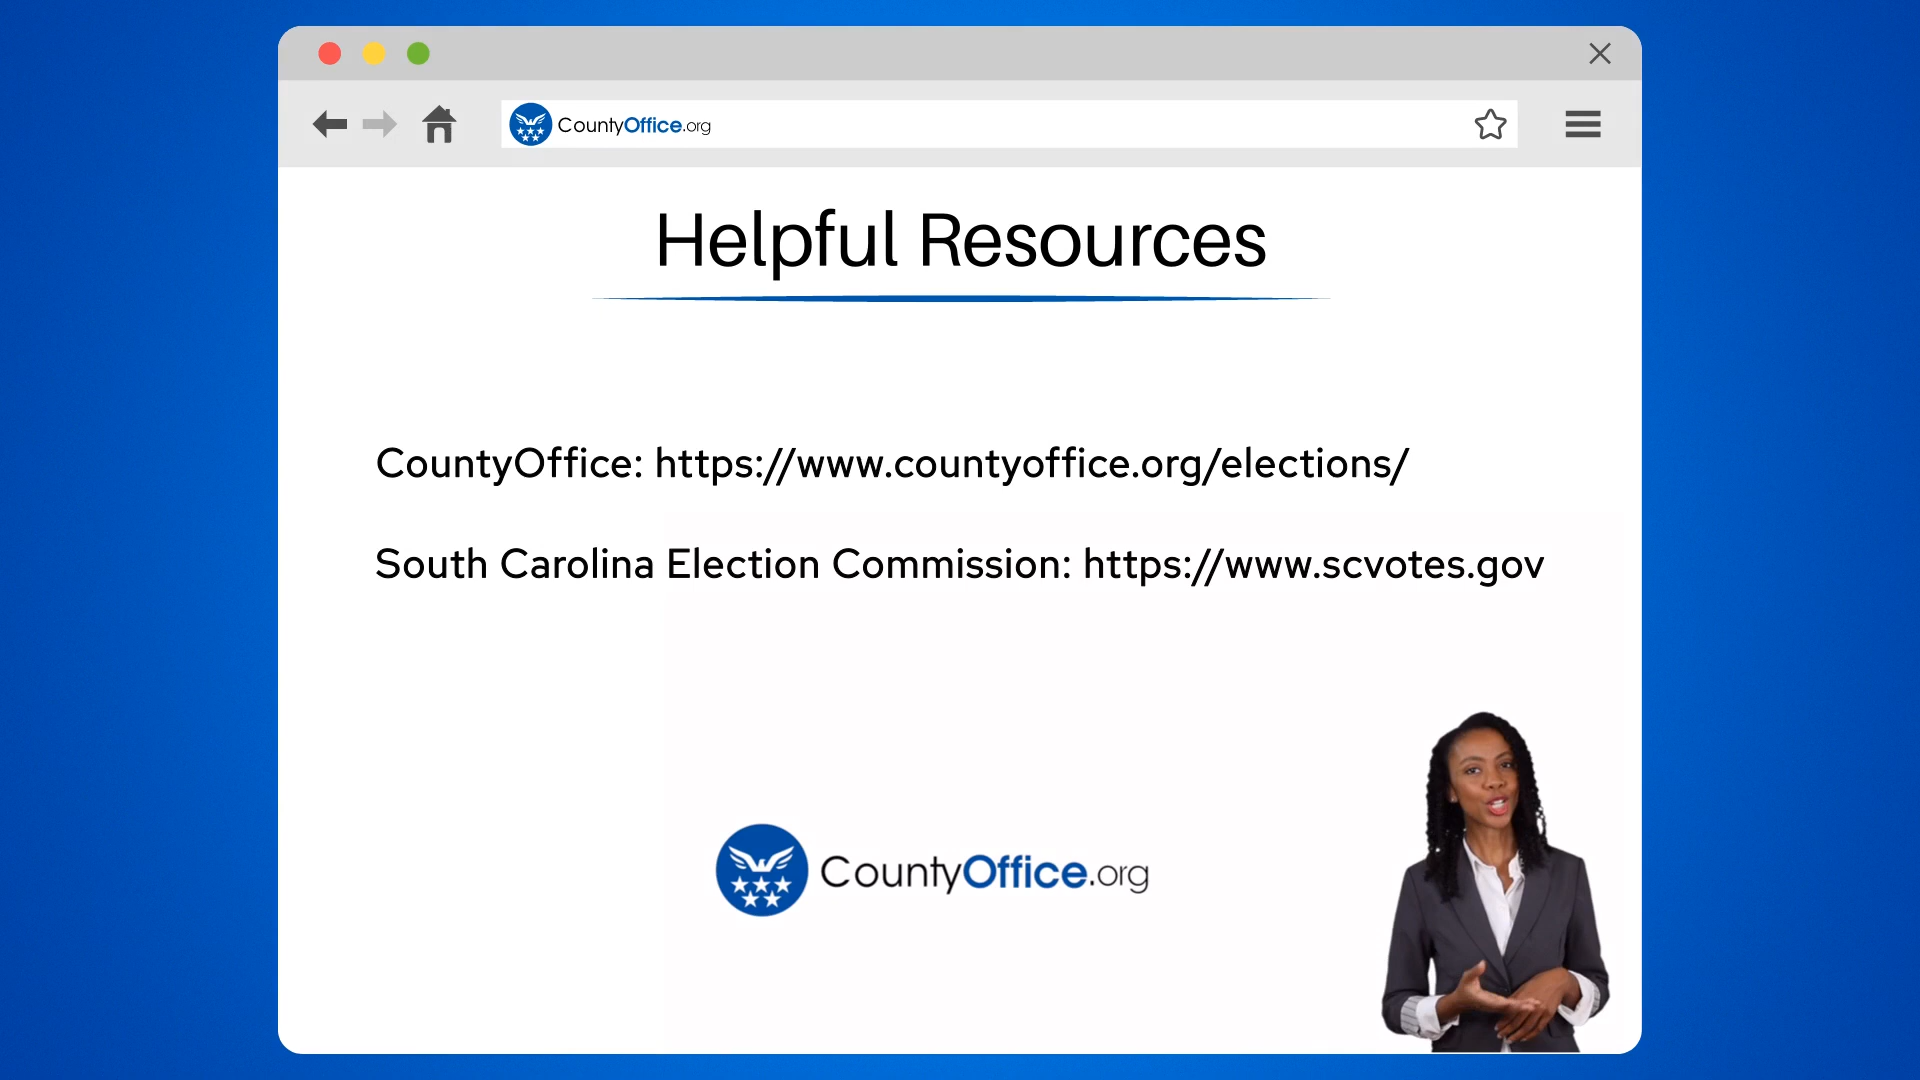 CountyOffice.org
Helpful Resources
CountyOffice: https://www.countyoffice.org/elections/
South Carolina Election Commission: https://www.scvotes.gov
CountyOffice.org